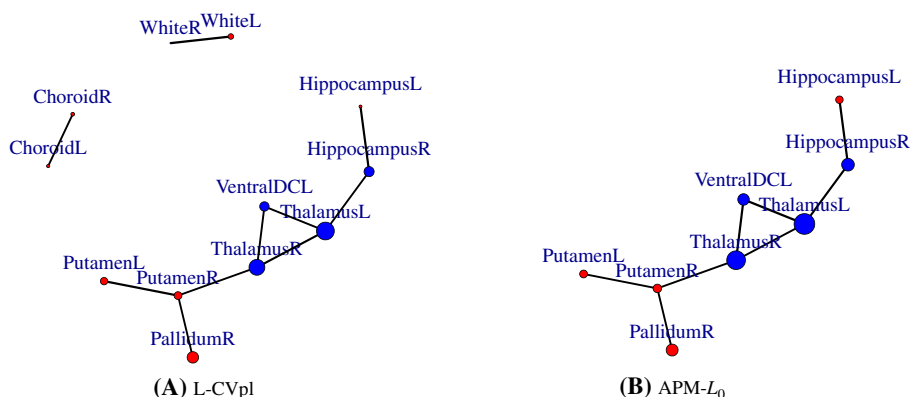 WhiteR
WhiteL
ChoroidR
ChoroidL
HippocampusL
HippocampusR
VentralDCL
ThalamusL
ThalamusR
PutamenL
PutamenR
PallidumR
(A) L-CVpl
HippocampusL
HippocampusR
VentralDCL
ThalamusL
ThalamusR
PutamenL
PutamenR
PallidumR
(B) APM-L₀